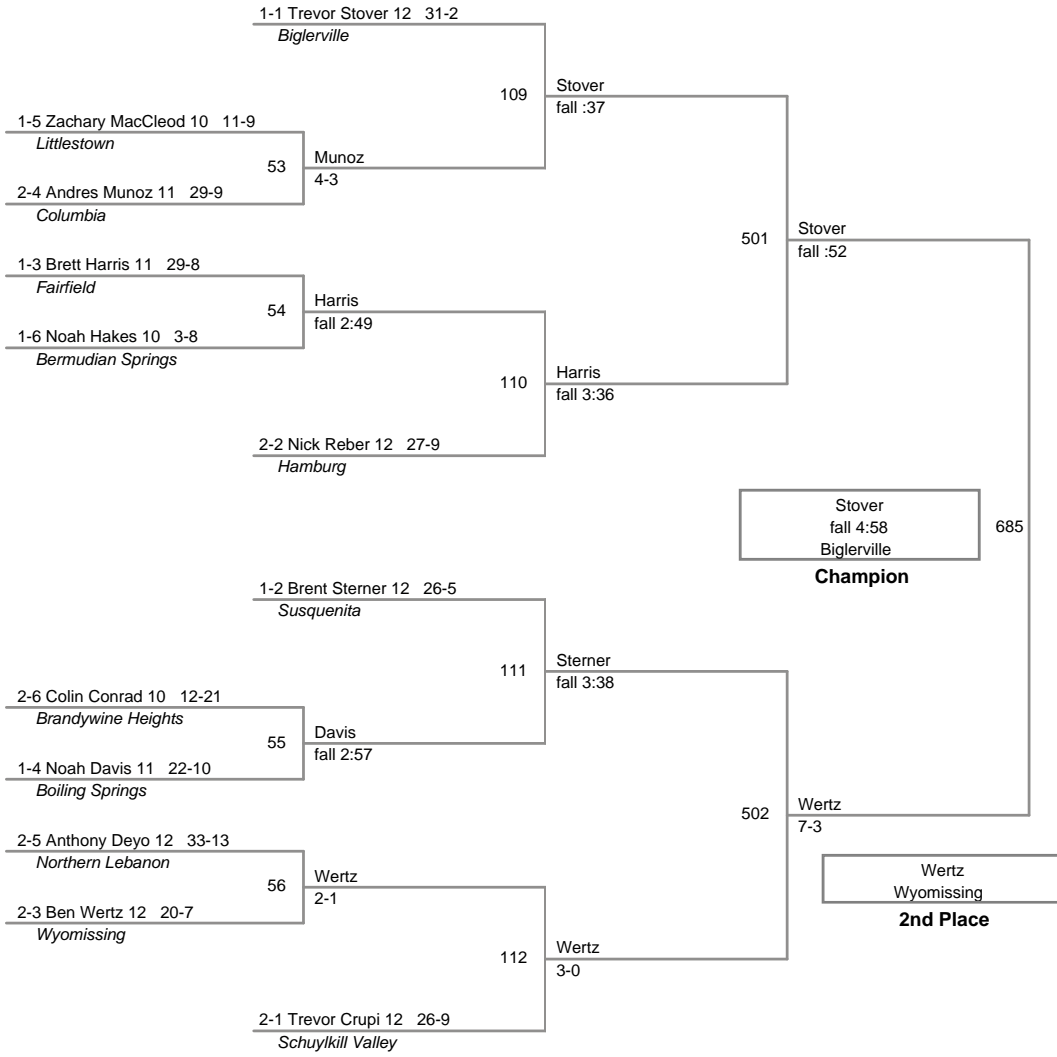 1-1 Trevor Stover 12 31-2
Biglerville
109
Stover
fall :37
1-5 Zachary MacCleod 10 11-9
Littlestown
53
Munoz
4-3
2-4 Andres Munoz 11 29-9
Columbia
501
Stover
fall :52
1-3 Brett Harris 11 29-8
Fairfield
54
Harris
fall 2:49
1-6 Noah Hakes 10 3-8
Bermudian Springs
110
Harris
fall 3:36
2-2 Nick Reber 12 27-9
Hamburg
Stover
fall 4:58
Biglerville
Champion
685
1-2 Brent Sterner 12 26-5
Susquenita
111
Sterner
fall 3:38
2-6 Colin Conrad 10 12-21
Brandywine Heights
55
Davis
fall 2:57
1-4 Noah Davis 11 22-10
Boiling Springs
502
Wertz
7-3
2-5 Anthony Deyo 12 33-13
Northern Lebanon
56
Wertz
2-1
2-3 Ben Wertz 12 20-7
Wyomissing
Wertz
Wyomissing
2nd Place
112
Wertz
3-0
2-1 Trevor Crupi 12 26-9
Schuylkill Valley